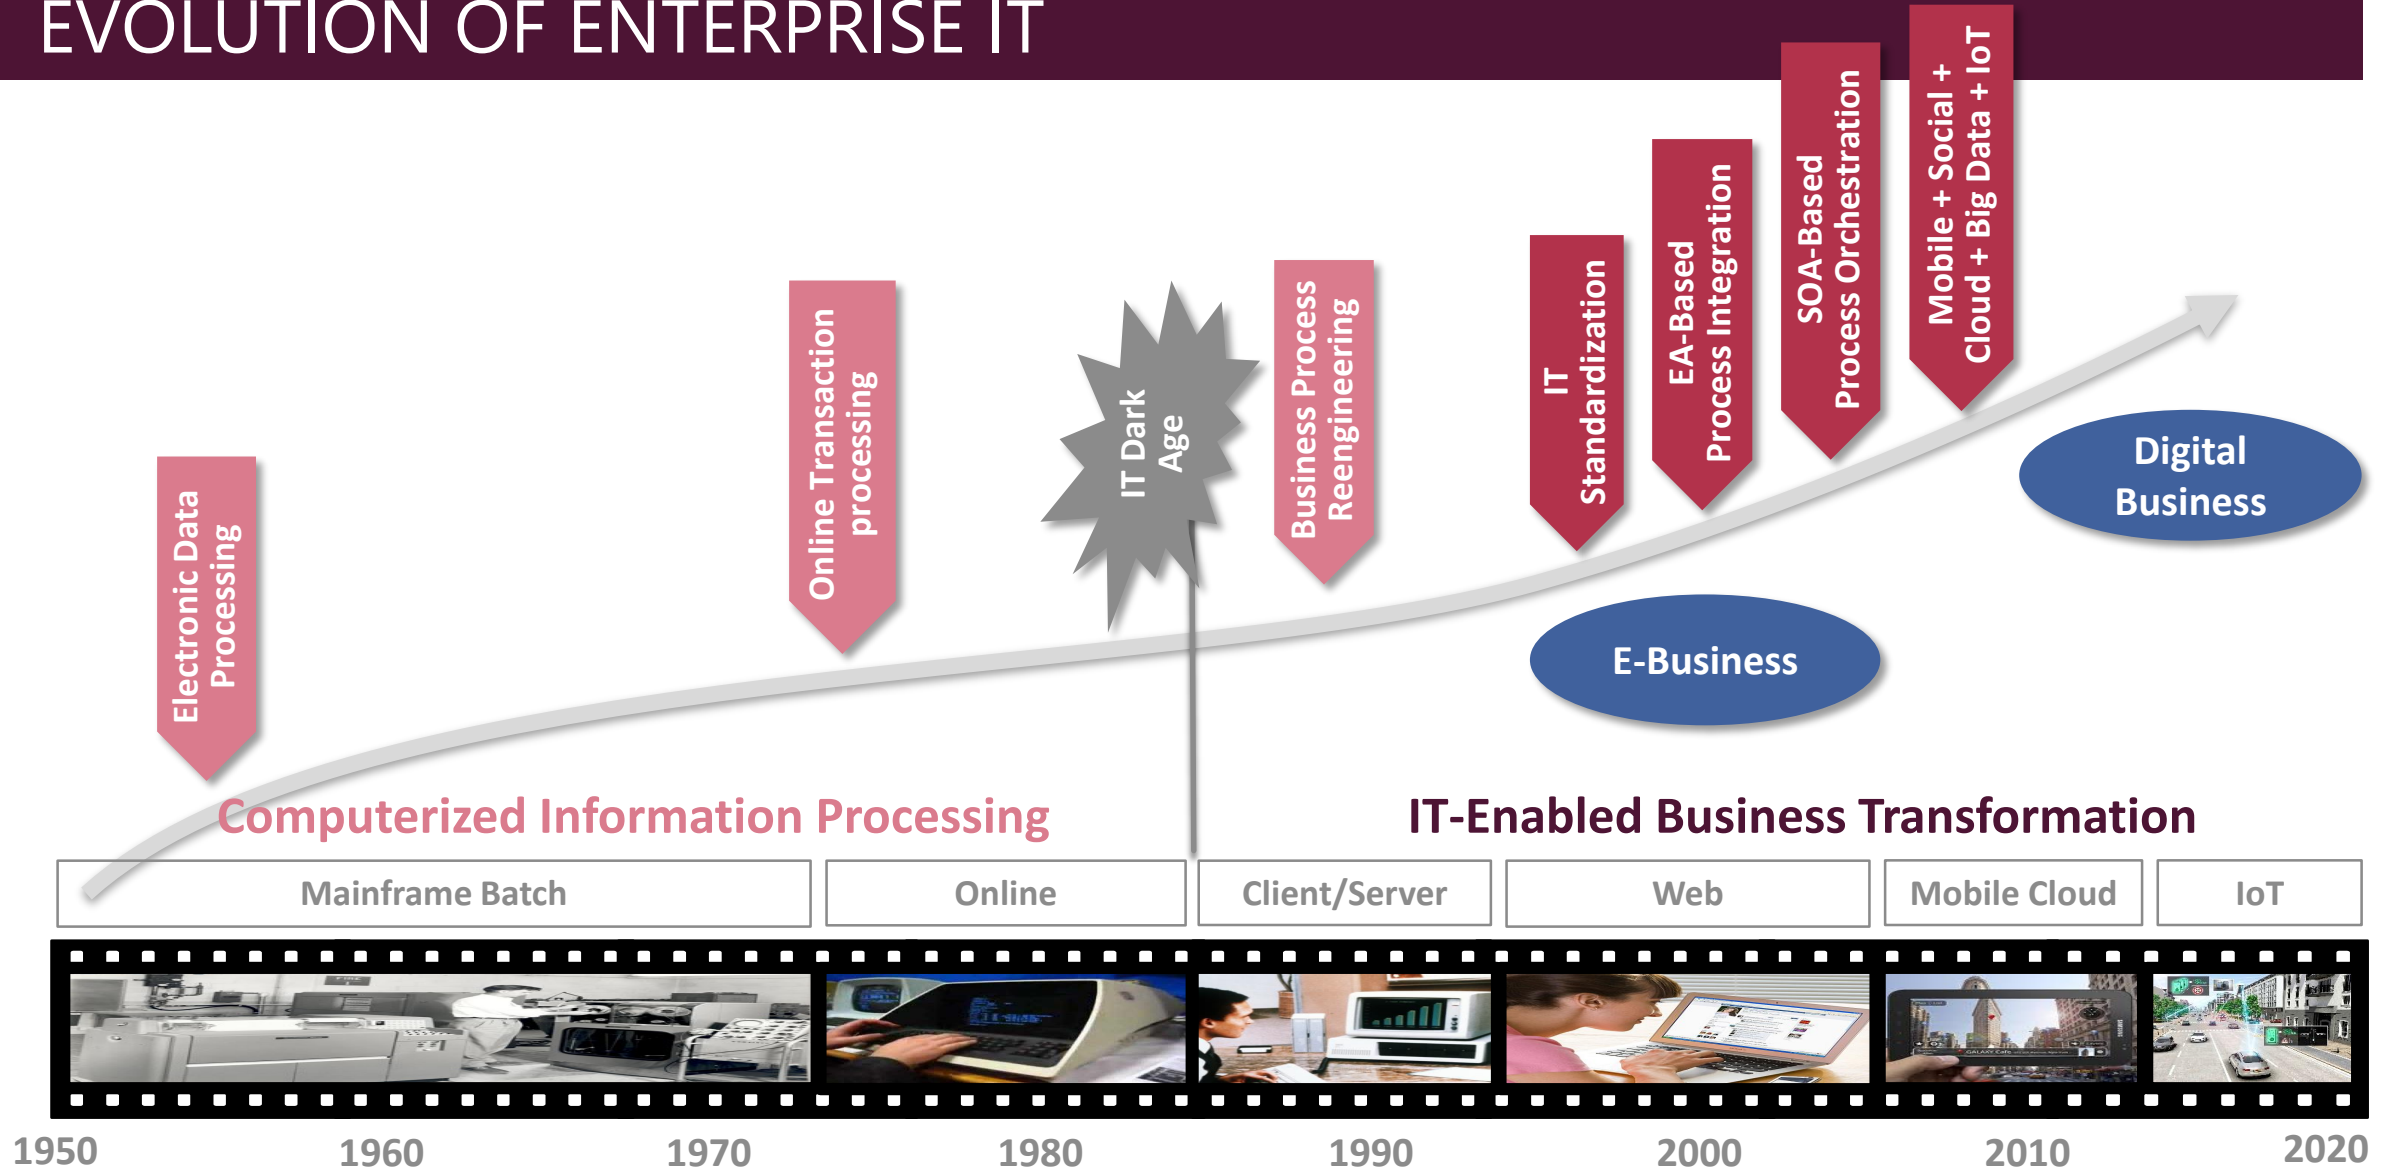 EVOLUTION OF ENTERPRISE IT
Electronic Data
Processing
Online Transaction
processing
IT Dark
Age
Business Process
Reengineering
IT
Standardization
EA-Based
Process Integration
SOA-Based
Process Orchestration
Mobile + Social +
Cloud + Big Data + IoT
Digital
Business
E-Business
Computerized Information Processing
IT-Enabled Business Transformation
Mainframe Batch
Online
Client/Server
Web
Mobile Cloud
IoT
1950
1960
1970
1980
1990
2000
2010
2020